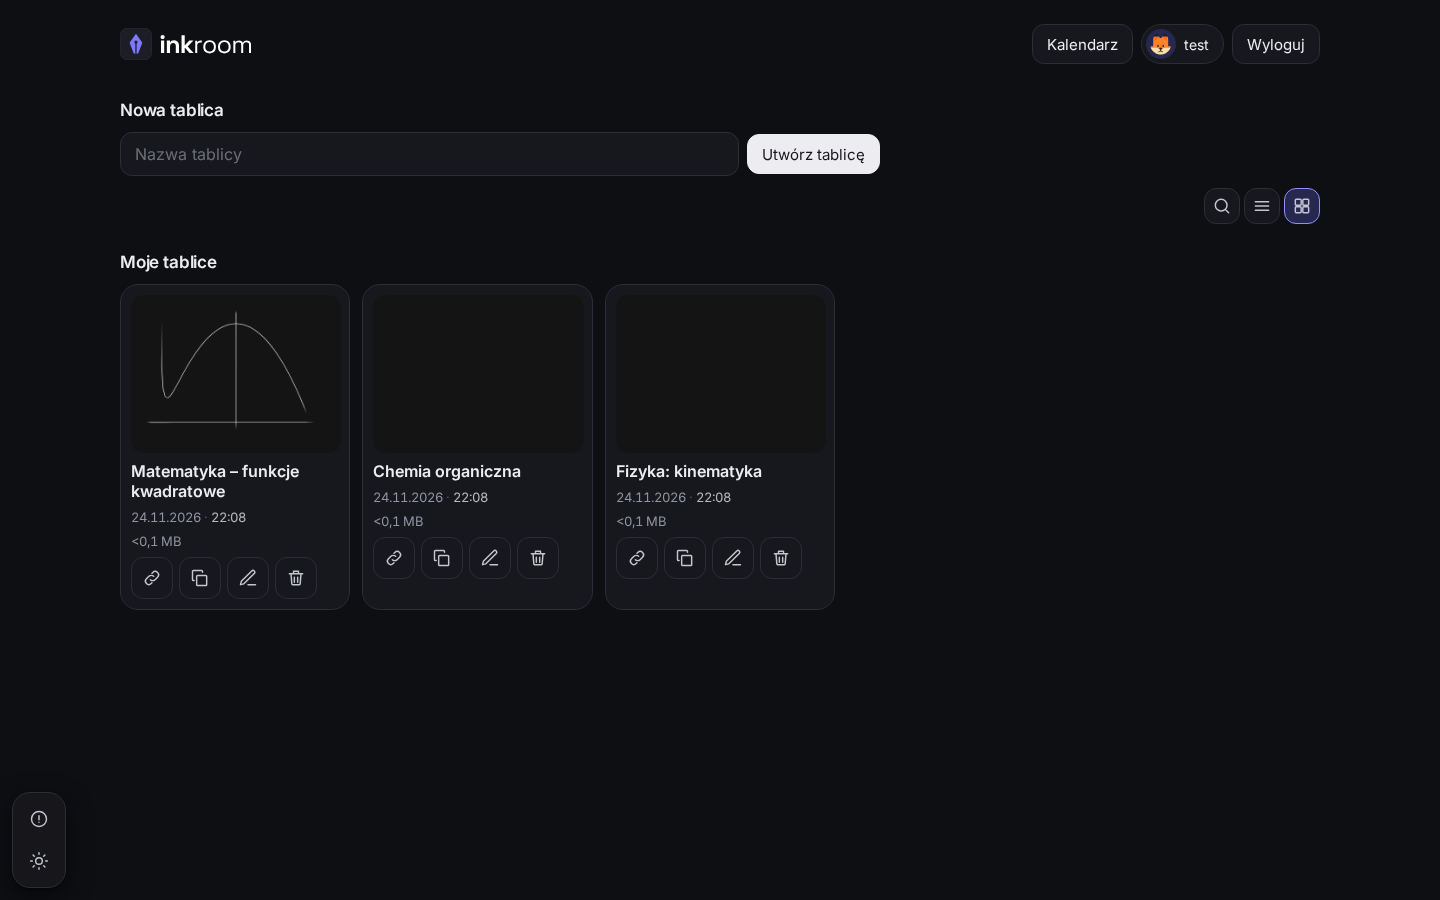 inkroom
Kalendarz
test
Wyloguj
Nowa tablica
Nazwa tablicy
Utwórz tablicę
Moje tablice
Matematyka – funkcje
kwadratowe
24.11.2026 · 22:08
<0,1 MB
Chemia organiczna
24.11.2026 · 22:08
<0,1 MB
Fizyka: kinematyka
24.11.2026 · 22:08
<0,1 MB